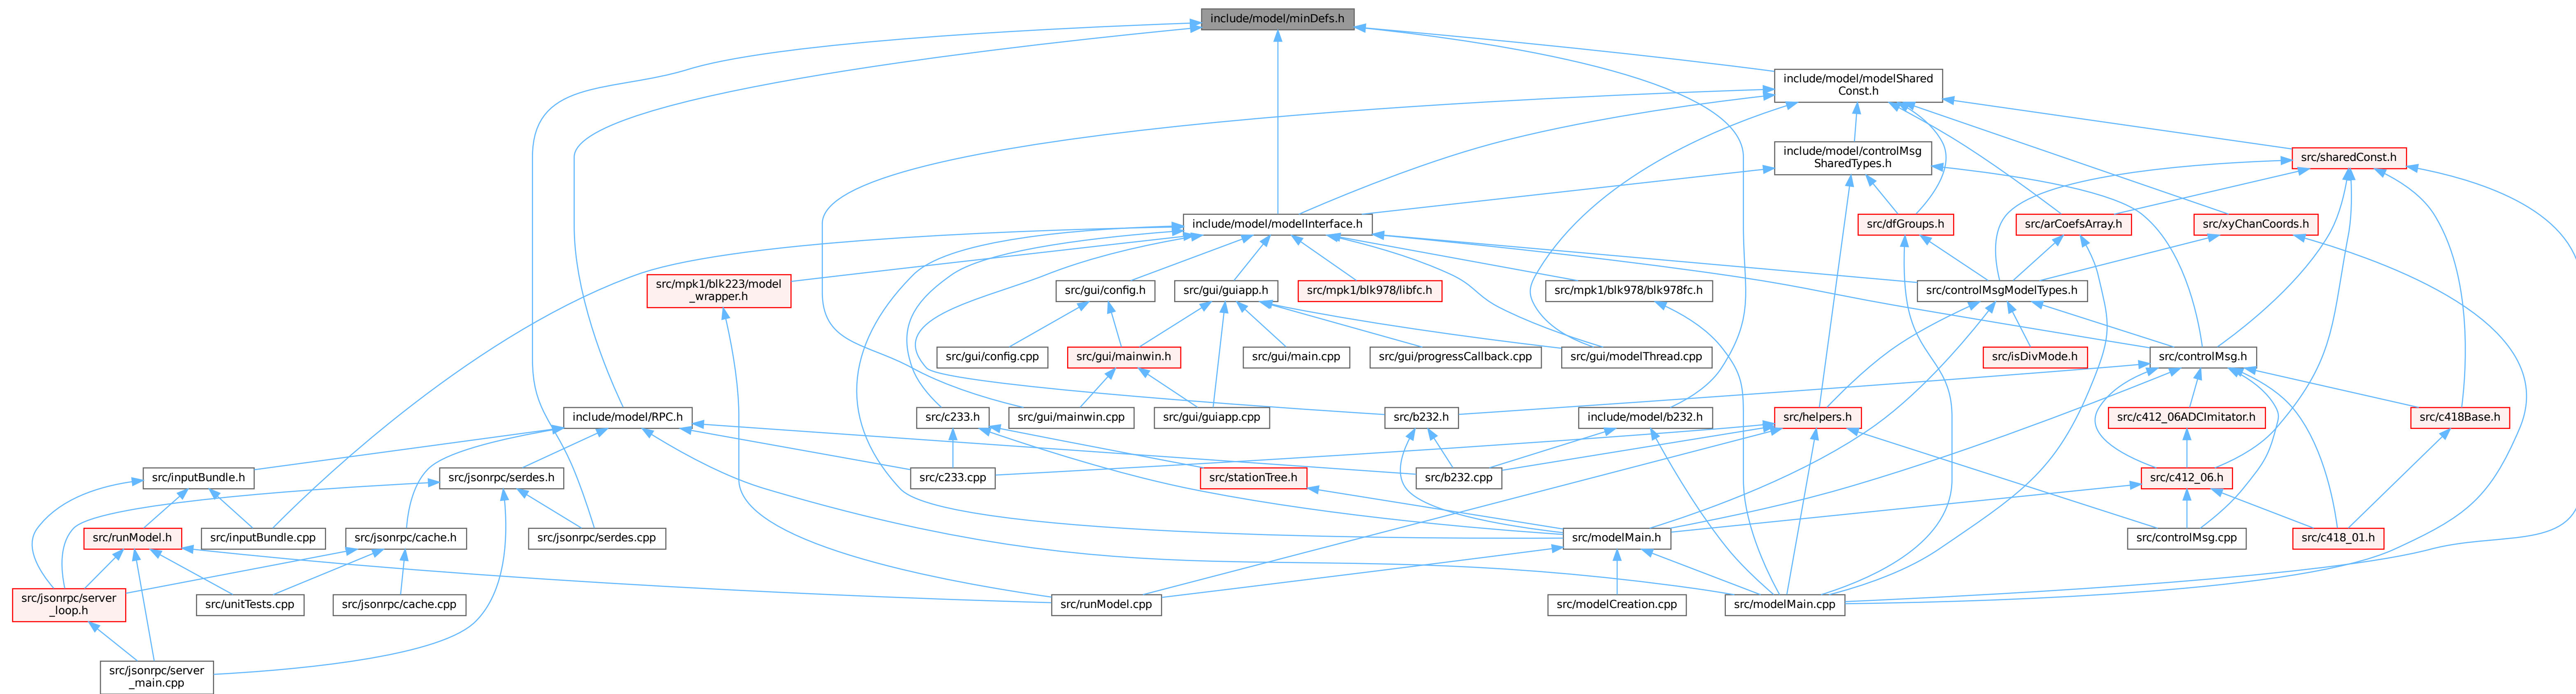 include/model/minDefs.h
include/model/modelShared
Const.h
include/model/controlMsg
SharedTypes.h
src/sharedConst.h
include/model/modelInterface.h
src/dfGroups.h
src/arCoefsArray.h
src/xyChanCoords.h
src/mpk1/blk223/model
_wrapper.h
src/gui/config.h
src/gui/guiapp.h
src/mpk1/blk978/libfc.h
src/mpk1/blk978/blk978fc.h
src/controlMsgModelTypes.h
src/gui/config.cpp
src/gui/mainwin.h
src/gui/main.cpp
src/gui/progressCallback.cpp
src/gui/modelThread.cpp
src/isDivMode.h
src/controlMsg.h
include/model/RPC.h
src/c233.h
src/gui/mainwin.cpp
src/gui/guiapp.cpp
src/b232.h
include/model/b232.h
src/helpers.h
src/c412_06ADCImitator.h
src/c418Base.h
src/inputBundle.h
src/jsonrpc/serdes.h
src/c233.cpp
src/stationTree.h
src/b232.cpp
src/c412_06.h
src/runModel.h
src/inputBundle.cpp
src/jsonrpc/cache.h
src/jsonrpc/serdes.cpp
src/modelMain.h
src/controlMsg.cpp
src/c418_01.h
src/jsonrpc/server
_loop.h
src/unitTests.cpp
src/jsonrpc/cache.cpp
src/runModel.cpp
src/modelCreation.cpp
src/modelMain.cpp
src/jsonrpc/server
_main.cpp